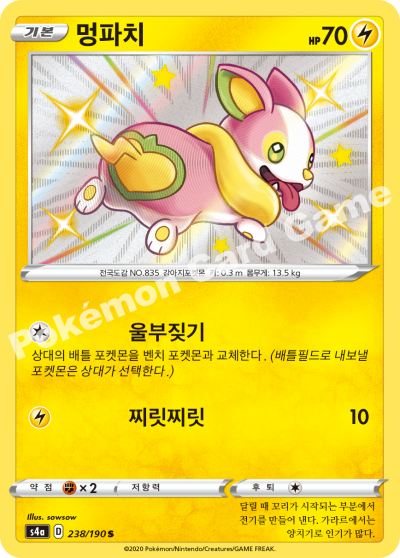 기본 멍파치 HP 70
전국도감 NO.835 강아지포켓몬 키: 0.3 m 몸무게: 13.5 kg
Pokémon Card Game
울부짖기
상대의 배틀 포켓몬을 벤치 포켓몬과 교체한다. (배틀필드로 내보낼
포켓몬은 상대가 선택한다.)
찌릿찌릿 10
약점 ×2 저항력 후퇴
Illus. sowsow
s4a D 238/190 S
달릴 때 꼬리가 시작되는 부분에서
전기를 만들어 낸다. 가라르에서는
양치기로 인기가 많다.
©2020 Pokémon/Nintendo/Creatures/GAME FREAK.